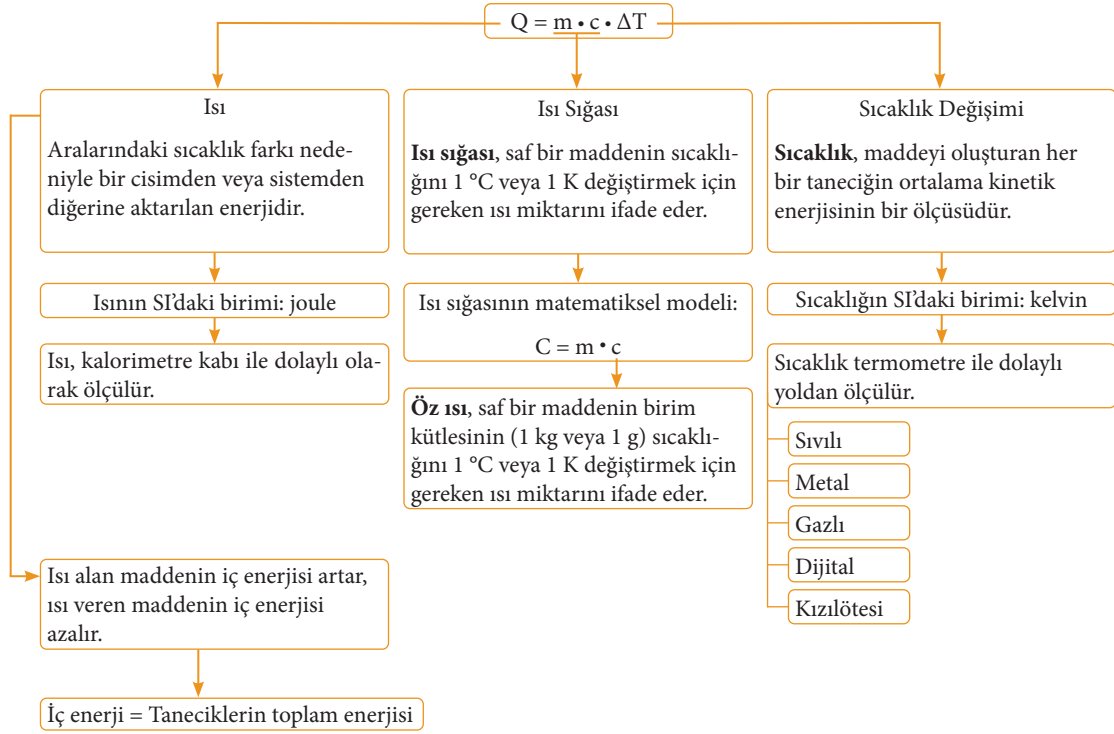 Q = m • c • ΔT
Isı
Aralarındaki sıcaklık farkı nede-
niyle bir cisimden veya sistemden
diğerine aktarılan enerjidir.
Isının SI’daki birimi: joule
Isı, kalorimetre kabı ile dolaylı ola-
rak ölçülür.
Isı alan maddenin iç enerjisi artar,
ısı veren maddenin iç enerjisi
azalır.
İç enerji = Taneciklerin toplam enerjisi
Isı Sığası
Isı sığası, saf bir maddenin sıcaklı-
ğını 1 °C veya 1 K değiştirmek için
gereken ısı miktarını ifade eder.
Isı sığasının matematiksel modeli:
C = m • c
Öz ısı, saf bir maddenin birim
kütlesinin (1 kg veya 1 g) sıcaklı-
ğını 1 °C veya 1 K değiştirmek için
gereken ısı miktarını ifade eder.
Sıcaklık Değişimi
Sıcaklık, maddeyi oluşturan her
bir taneciğin ortalama kinetik
enerjisinin bir ölçüsüdür.
Sıcaklığın SI’daki birimi: kelvin
Sıcaklık termometre ile dolaylı
yoldan ölçülür.
Sıvılı
Metal
Gazlı
Dijital
Kızılötesi